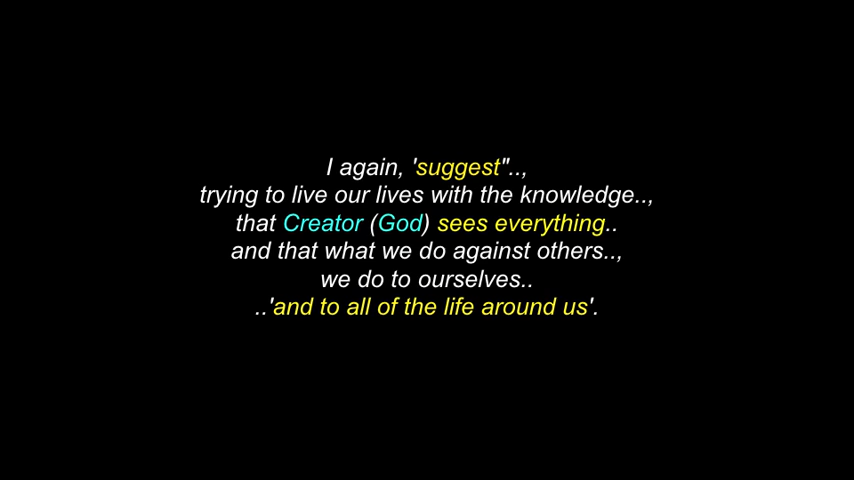 I again, 'suggest"..,
trying to live our lives with the knowledge..,
that Creator (God) sees everything..
and that what we do against others..,
we do to ourselves..
..'and to all of the life around us'.